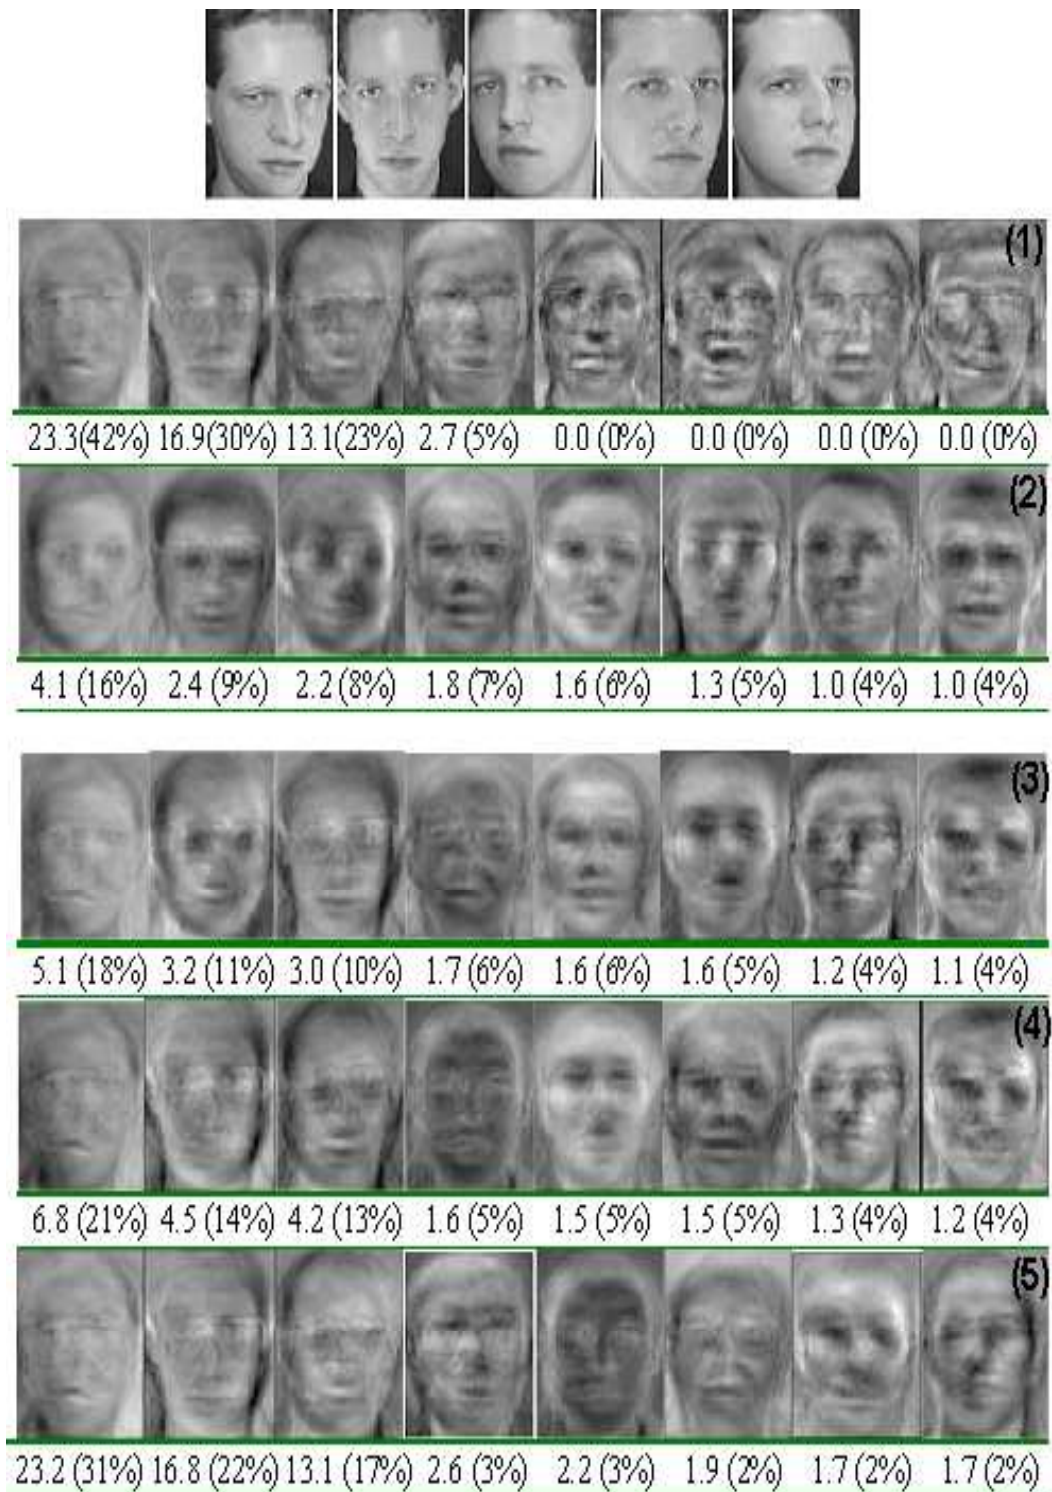 (1)
23.3(42%) 16.9(30%) 13.1(23%) 2.7 (5%) 0.0 (0%) 0.0 (0%) 0.0 (0%) 0.0 (0%)
(2)
4.1 (16%) 2.4 (9%) 2.2 (8%) 1.8 (7%) 1.6 (6%) 1.3 (5%) 1.0 (4%) 1.0 (4%)
(3)
5.1 (18%) 3.2 (11%) 3.0 (10%) 1.7 (6%) 1.6 (6%) 1.6 (5%) 1.2 (4%) 1.1 (4%)
(4)
6.8 (21%) 4.5 (14%) 4.2 (13%) 1.6 (5%) 1.5 (5%) 1.5 (5%) 1.3 (4%) 1.2 (4%)
(5)
23.2 (31%) 16.8 (22%) 13.1 (17%) 2.6 (3%) 2.2 (3%) 1.9 (2%) 1.7 (2%) 1.7 (2%)